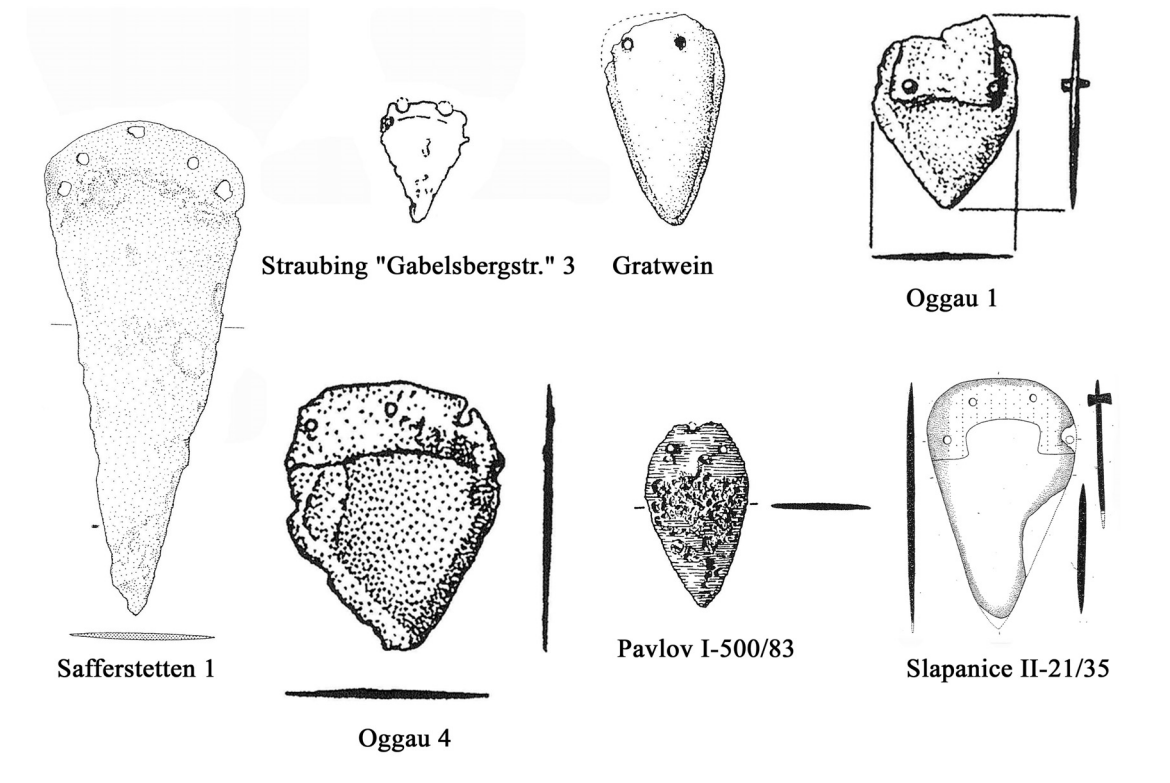 Straubing "Gabelsbergstr." 3
Gratwein
Oggau 1
Safferstetten 1
Oggau 4
Pavlov I-500/83
Slapanice II-21/35